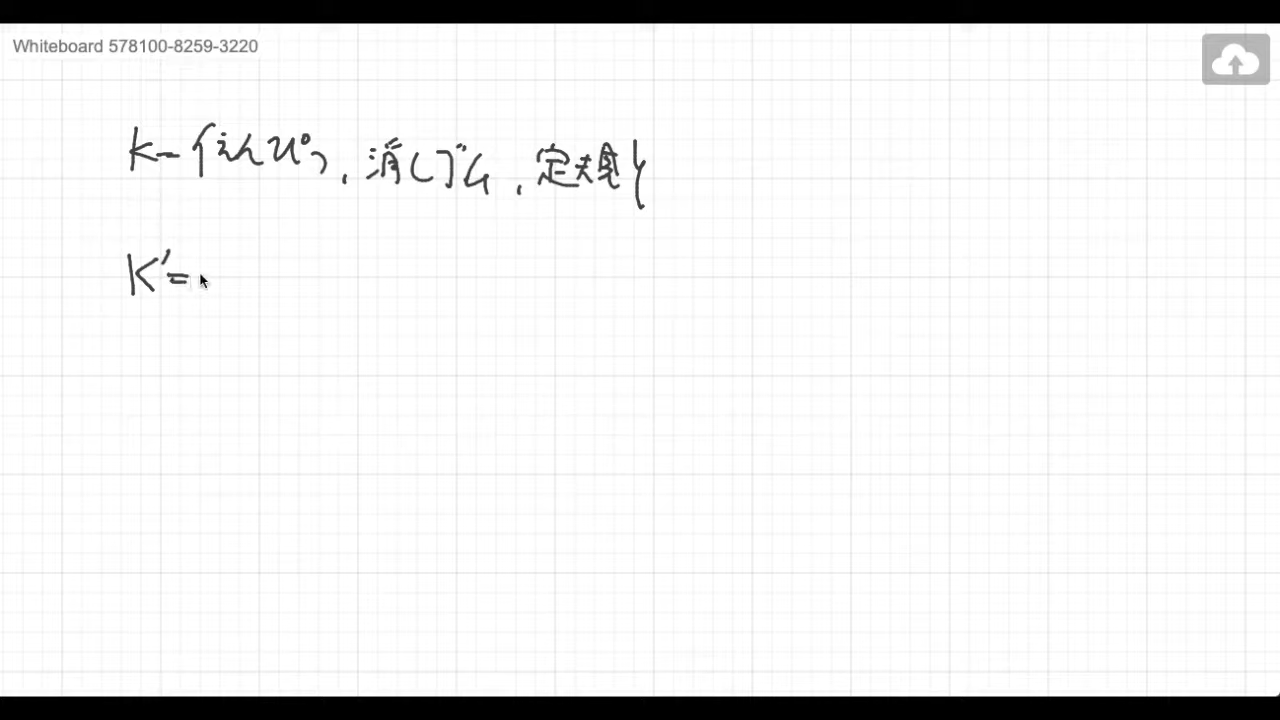 Whiteboard 578100-8259-3220
K = {えんぴつ, 消しゴム, 定規}
K' =